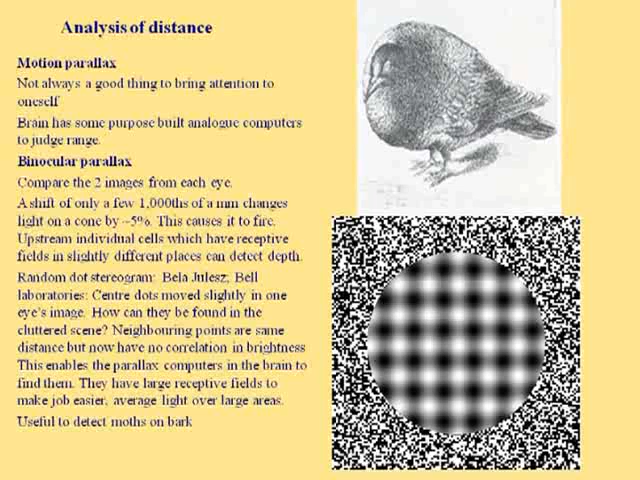 Analysis of distance
Motion parallax
Not always a good thing to bring attention to
oneself
Brain has some purpose built analogue computers
to judge range.
Binocular parallax
Compare the 2 images from each eye.
A shift of only a few 1,000ths of a mm changes
light on a cone by ~5%. This causes it to fire.
Upstream individual cells which have receptive
fields in slightly different places can detect depth.
Random dot stereogram: Bela Julesz; Bell
laboratories: Centre dots moved slightly in one
eye's image. How can they be found in the
cluttered scene? Neighbouring points are same
distance but now have no correlation in brightness
This enables the parallax computers in the brain to
find them. They have large receptive fields to
make job easier, average light over large areas.
Useful to detect moths on bark